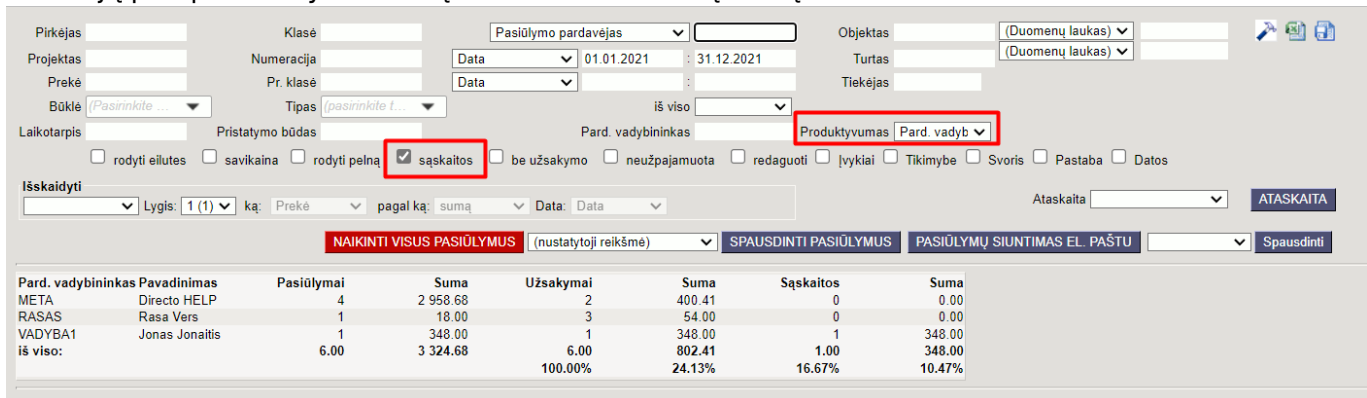 Pirkėjas Klasė Pasiūlymo pardavėjas Objektas (Duomenų laukas)
Projektas Numeracija Data 01.01.2021 : 31.12.2021 Turtas (Duomenų laukas)
Prekė Pr. klasė Data : Tiekėjas
Būklė (Pasirinkite ... Tipas (pasirinkite t... iš viso
Laikotarpis Pristatymo būdas Pard. vadybininkas Produktyvumas Pard. vadyb
rodyti eilutes savikaina rodyti pelną sąskaitos be užsakymo neužpajamuota redaguoti Įvykiai Tikimybe Svoris Pastaba Datos
Išskaidyti
Lygis: 1 (1) ką: Prekė pagal ką: sumą Data: Data Ataskaita ATASKAITA
NAIKINTI VISUS PASIŪLYMUS (nustatytoji reikšmė) SPAUSDINTI PASIŪLYMUS PASIŪLYMŲ SIUNTIMAS EL. PAŠTU Spausdinti
Pard. vadybininkas Pavadinimas Pasiūlymai Suma Užsakymai Suma Sąskaitos Suma
META Directo HELP 4 2 958.68 2 400.41 0 0.00
RASAS Rasa Vers 1 18.00 3 54.00 0 0.00
VADYBA1 Jonas Jonaitis 1 348.00 1 348.00 1 348.00
iš viso: 6.00 3 324.68 6.00 802.41 1.00 348.00
100.00% 24.13% 16.67% 10.47%